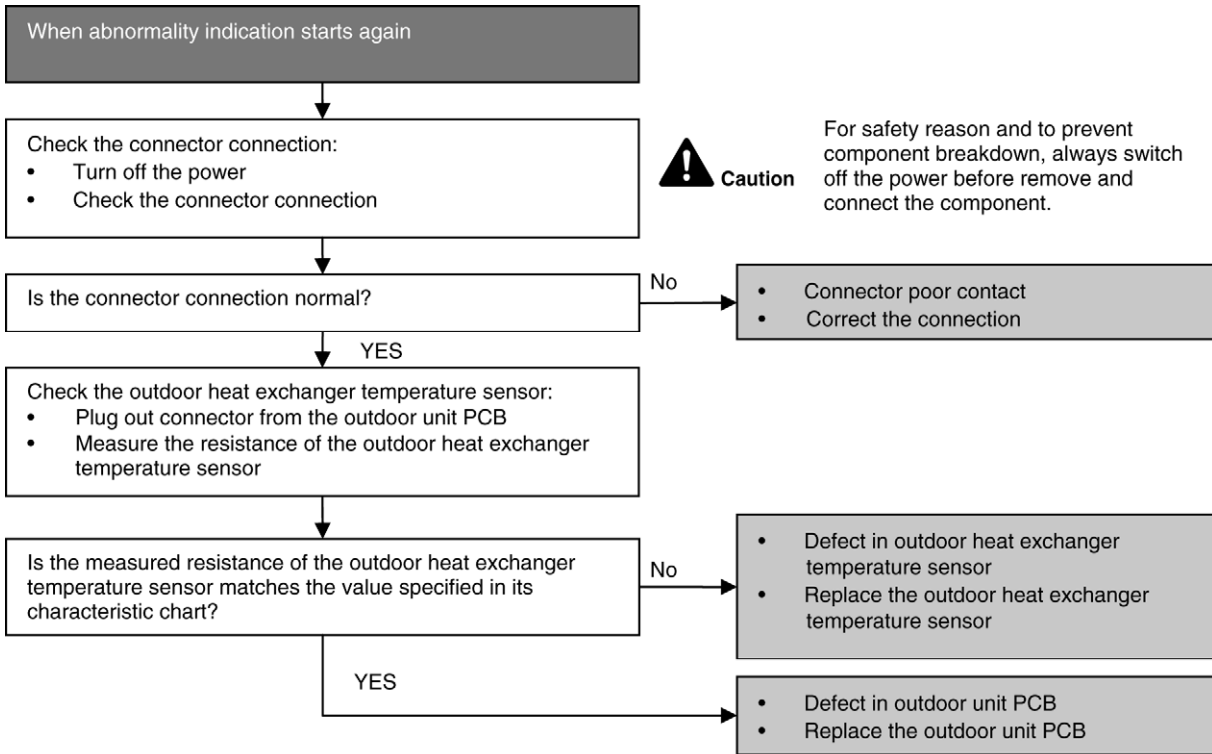 When abnormality indication starts again
Check the connector connection:
• Turn off the power
• Check the connector connection
Caution
For safety reason and to prevent
component breakdown, always switch
off the power before remove and
connect the component.
Is the connector connection normal?
No
• Connector poor contact
• Correct the connection
YES
Check the outdoor heat exchanger temperature sensor:
• Plug out connector from the outdoor unit PCB
• Measure the resistance of the outdoor heat exchanger
temperature sensor
Is the measured resistance of the outdoor heat exchanger
temperature sensor matches the value specified in its
characteristic chart?
No
• Defect in outdoor heat exchanger
temperature sensor
• Replace the outdoor heat exchanger
temperature sensor
YES
• Defect in outdoor unit PCB
• Replace the outdoor unit PCB